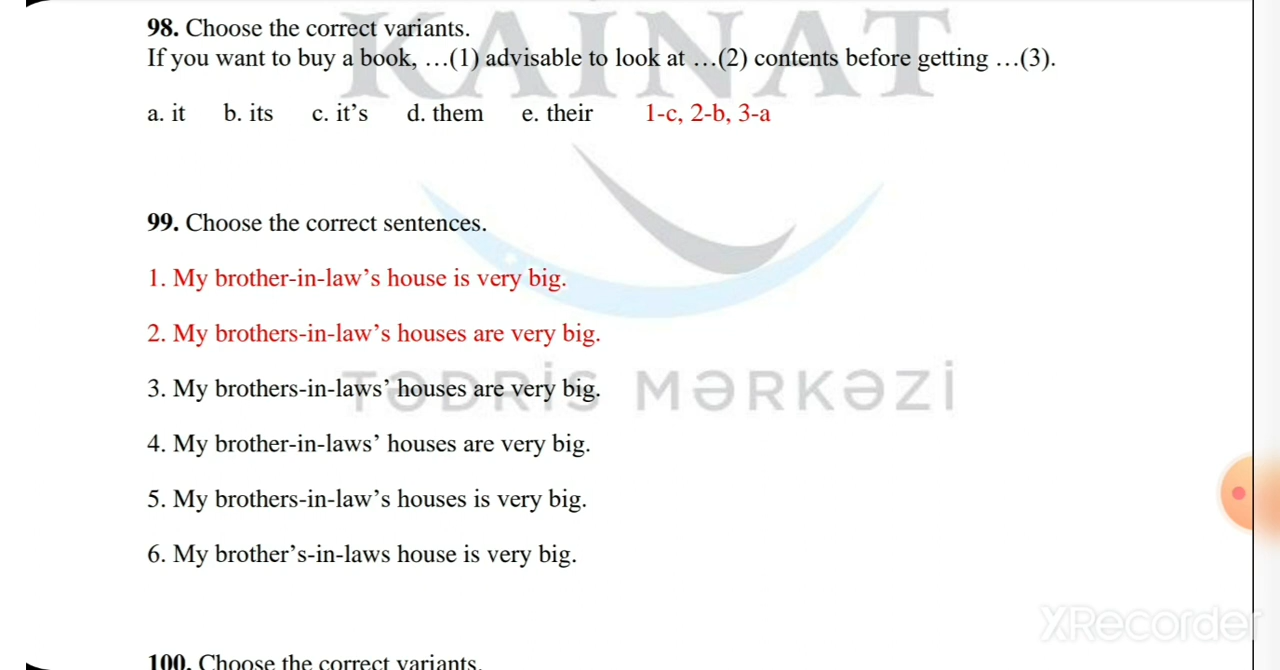 KAINAT
98. Choose the correct variants.
If you want to buy a book, …(1) advisable to look at …(2) contents before getting …(3).
a. it b. its c. it’s d. them e. their 1-c, 2-b, 3-a
99. Choose the correct sentences.
1. My brother-in-law’s house is very big.
2. My brothers-in-law’s houses are very big.
3. My brothers-in-laws’ houses are very big.
TƏDRİS MƏRKƏZİ
4. My brother-in-laws’ houses are very big.
5. My brothers-in-law’s houses is very big.
6. My brother’s-in-laws house is very big.
XRecorder
100. Choose the correct variants.